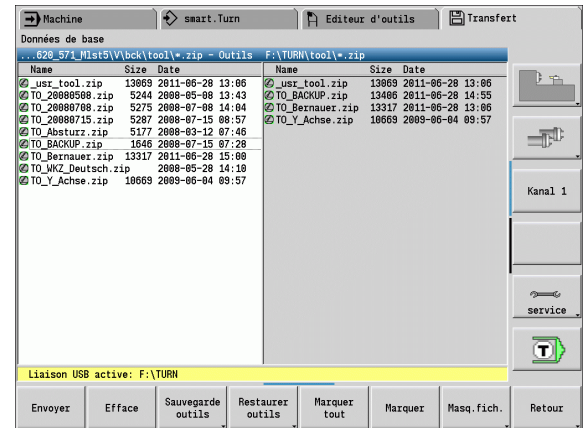 Machine
smart.Turn
Editeur d'outils
Transfert
Données de base
...620_571_Mlst5\V\bck\tool\*.zip - Outils
F:\TURN\tool\*.zip
Name Size Date
_usr_tool.zip 13069 2011-06-28 13:06
TO_20080508.zip 5244 2008-05-08 13:43
TO_20080708.zip 5275 2008-07-08 14:04
TO_20080715.zip 5287 2008-07-15 08:57
TO_Absturz.zip 5177 2008-03-12 07:46
TO_BACKUP.zip 1646 2008-07-15 07:28
TO_Bernauer.zip 13317 2011-06-28 15:00
TO_WKZ_Deutsch.zip 2008-05-28 14:10
TO_Y_Achse.zip 10669 2009-06-04 09:57
Name Size Date
_usr_tool.zip 13069 2011-06-28 13:06
TO_BACKUP.zip 13406 2011-06-28 14:55
TO_Bernauer.zip 13317 2011-06-28 13:06
TO_Y_Achse.zip 10669 2009-06-04 09:57
Kanal 1
service
T
Liaison USB active: F:\TURN
Envoyer
Efface
Sauvegarde outils
Restaurer outils
Marquer tout
Marquer
Masq.fich.
Retour